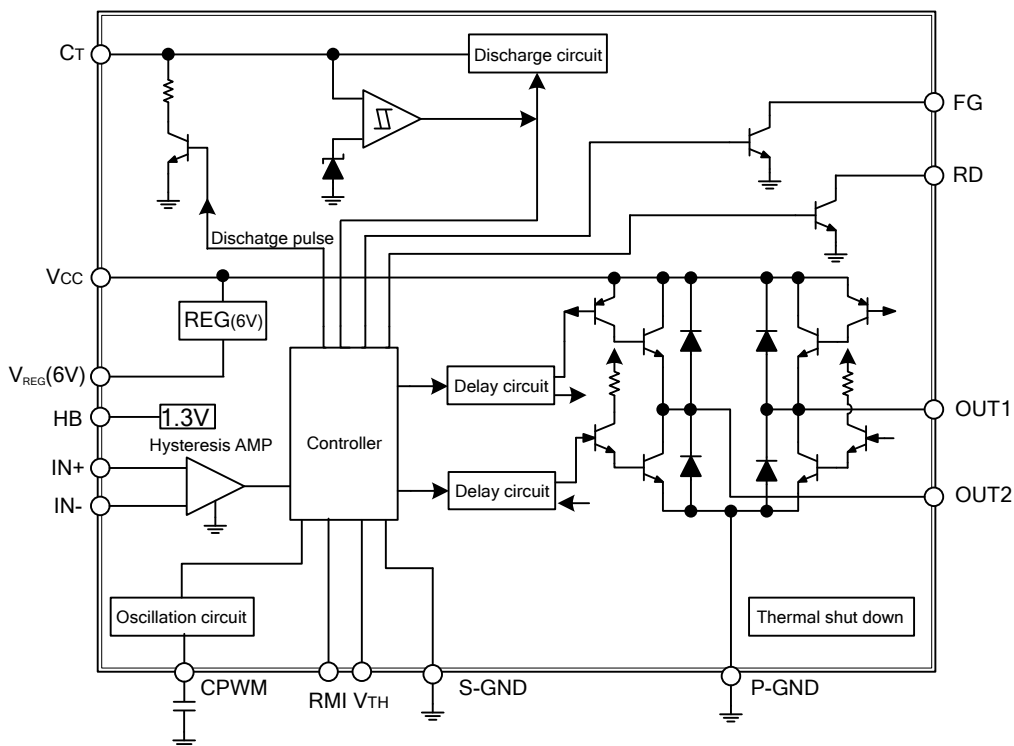 CT
Discharge circuit
FG
RD
Dischatge pulse
VCC
REG(6V)
VREG(6V)
Delay circuit
HB
1.3V
Hysteresis AMP
Controller
OUT1
IN+
IN-
Delay circuit
OUT2
Oscillation circuit
Thermal shut down
CPWM
RMI VTH
S-GND
P-GND